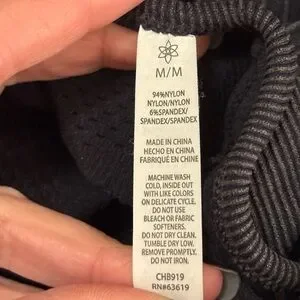 M/M
94%NYLON
NYLON/NYLON
6%SPANDEX/
SPANDEX/SPANDEX
MADE IN CHINA
HECHO EN CHINA
FABRIQUÉ EN CHINE
MACHINE WASH
COLD, INSIDE OUT
WITH LIKE COLORS
ON DELICATE CYCLE,
DO NOT USE
BLEACH OR FABRIC
SOFTENERS.
DO NOT DRY CLEAN.
TUMBLE DRY LOW.
REMOVE PROMPTLY.
DO NOT IRON.
CHB919
RN#63619